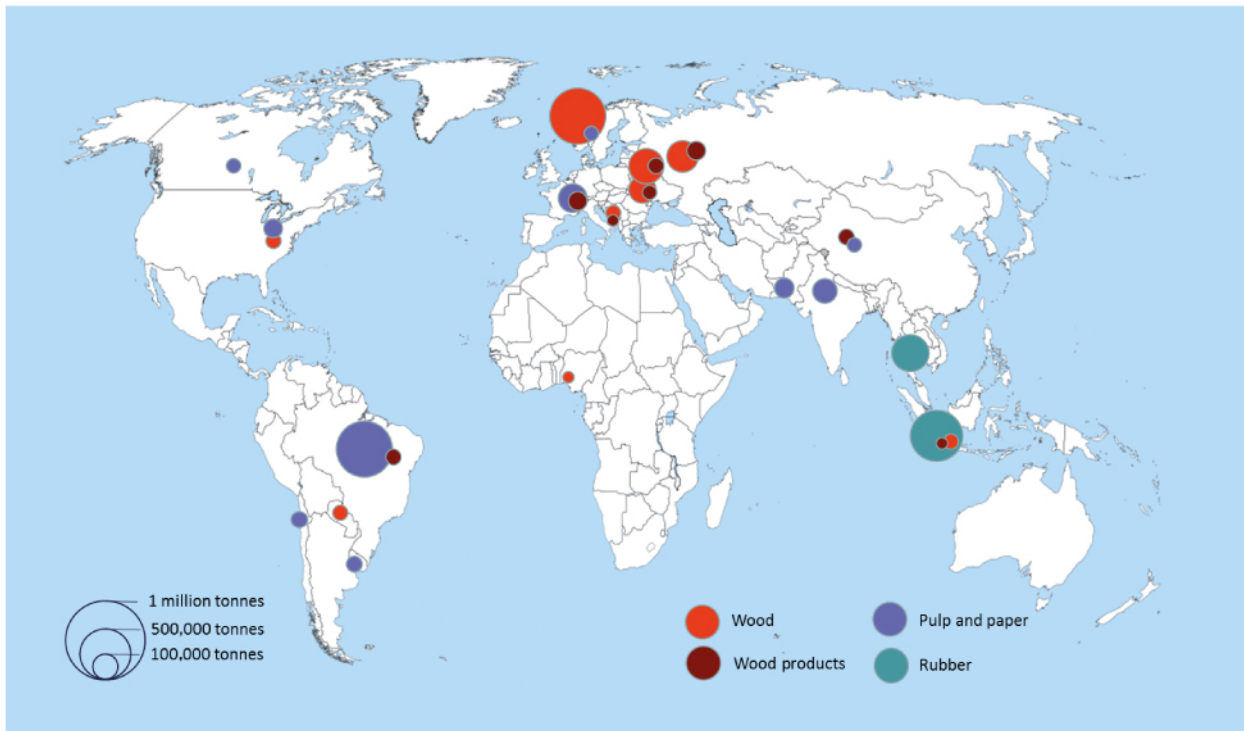 1 million tonnes
500,000 tonnes
100,000 tonnes
Wood
Pulp and paper
Wood products
Rubber